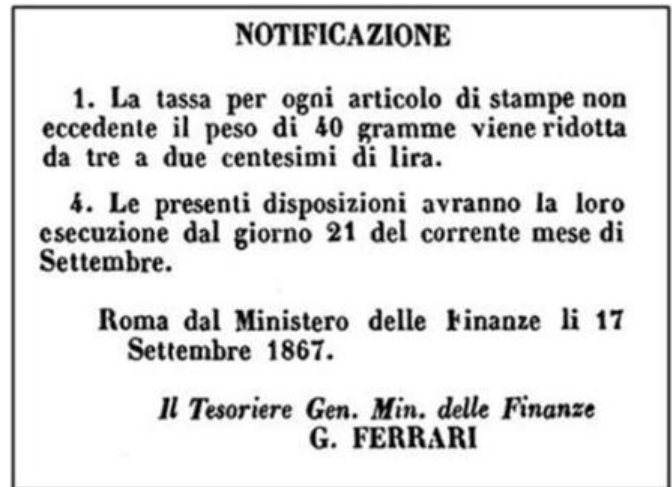 NOTIFICAZIONE
1. La tassa per ogni articolo di stampe non
eccedente il peso di 40 gramme viene ridotta
da tre a due centesimi di lira.
4. Le presenti disposizioni avranno la loro
esecuzione dal giorno 21 del corrente mese di
Settembre.
Roma dal Ministero delle Finanze li 17
Settembre 1867.
Il Tesoriere Gen. Min. delle Finanze
G. FERRARI